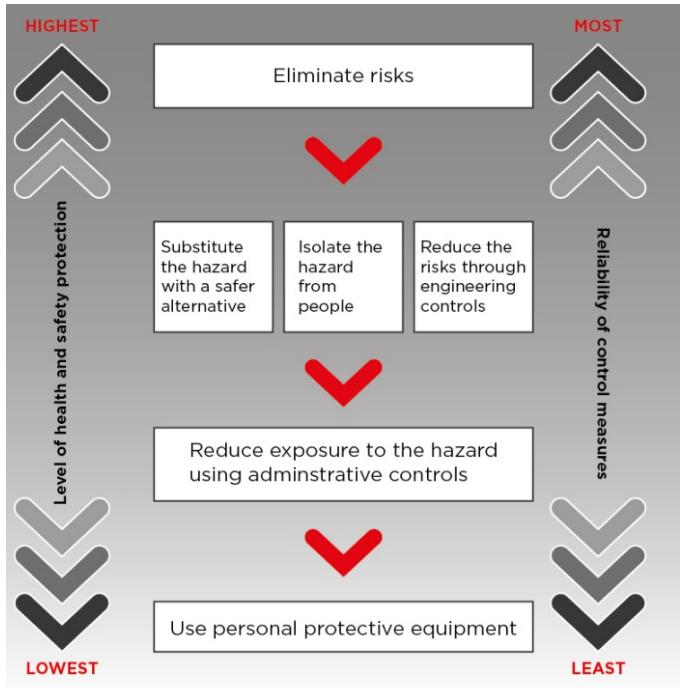 HIGHEST
MOST
Eliminate risks
Level of health and safety protection
Reliability of control measures
Substitute
the hazard
with a safer
alternative
Isolate the
hazard
from
people
Reduce the
risks through
engineering
controls
Reduce exposure to the hazard
using adminstrative controls
Use personal protective equipment
LOWEST
LEAST